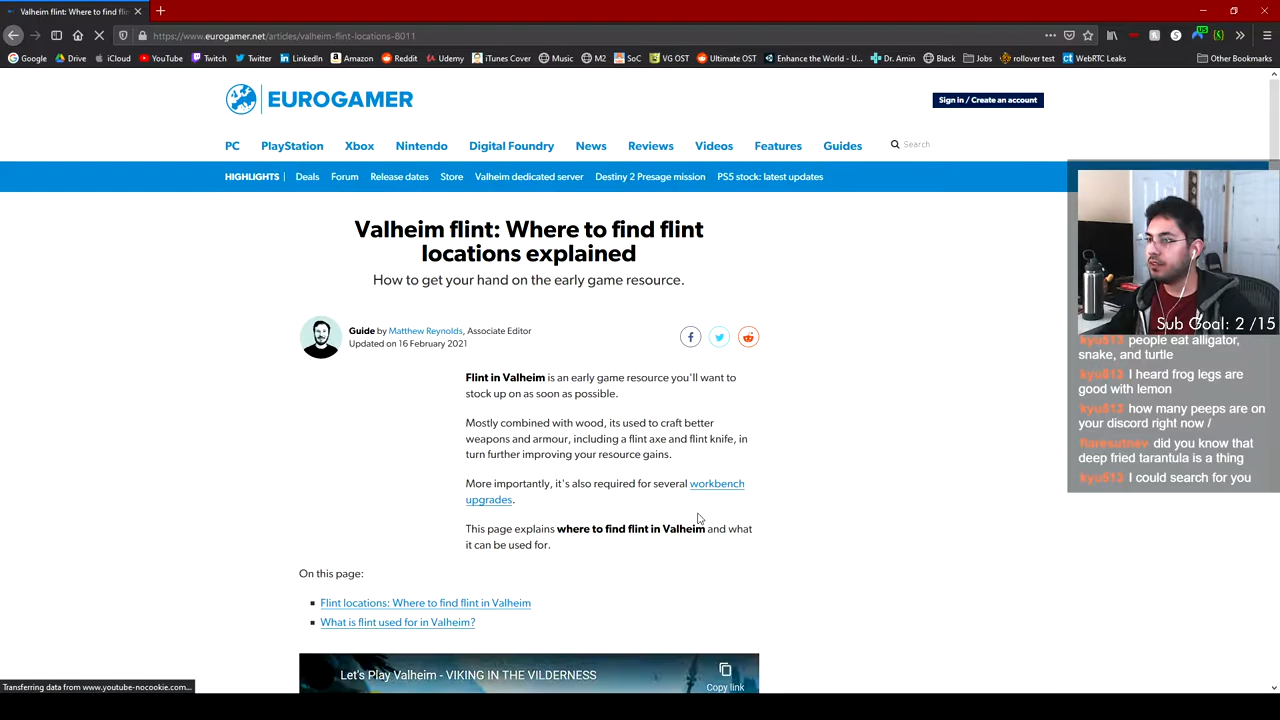 Valheim flint: Where to find flin
https://www.eurogamer.net/articles/valheim-flint-locations-8011
Google Drive iCloud YouTube Twitch Twitter LinkedIn Amazon Reddit Udemy iTunes Cover Music M2 SoC VG OST Ultimate OST Enhance the World - U... Dr. Amin Black Jobs rollover test WebRTC Leaks Other Bookmarks
EUROGAMER
Sign in / Create an account
PC PlayStation Xbox Nintendo Digital Foundry News Reviews Videos Features Guides Search
HIGHLIGHTS Deals Forum Release dates Store Valheim dedicated server Destiny 2 Presage mission PS5 stock: latest updates
Valheim flint: Where to find flint
locations explained
How to get your hand on the early game resource.
Guide by Matthew Reynolds, Associate Editor
Updated on 16 February 2021
Flint in Valheim is an early game resource you'll want to
stock up on as soon as possible.
Mostly combined with wood, its used to craft better
weapons and armour, including a flint axe and flint knife, in
turn further improving your resource gains.
More importantly, it's also required for several workbench
upgrades.
This page explains where to find flint in Valheim and what
it can be used for.
On this page:
Flint locations: Where to find flint in Valheim
What is flint used for in Valheim?
Let's Play Valheim - VIKING IN THE VILDERNESS
Copy link
Transferring data from www.youtube-nocookie.com...
Sub Goal: 2 /15
kyu513 people eat alligator,
snake, and turtle
kyu513 I heard frog legs are
good with lemon
kyu513 how many peeps are on
your discord right now /
did you know that
deep fried tarantula is a thing
kyu513 I could search for you